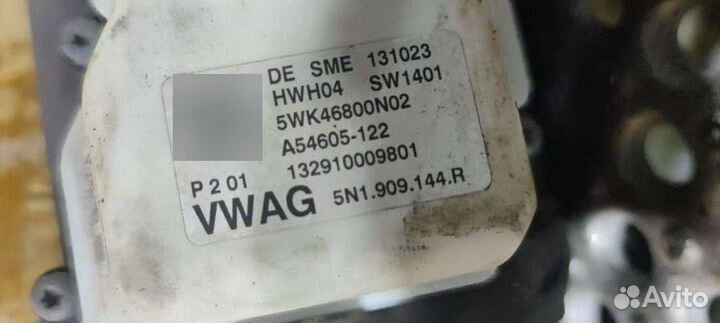 DE SME 131023
HWH04 SW1401
5WK46800N02
A54605-122
132910009801
P 2 01
VWAG 5N1.909.144.R
Avito